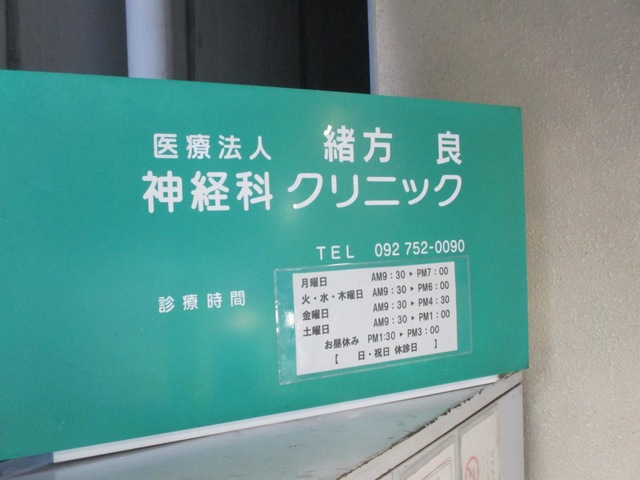 医療法人 緒方 良
神経科 クリニック
TEL 092 752-0090
診療時間
月曜日 AM9:30▶PM7:00
火・水・木曜日 AM9:30▶PM6:00
金曜日 AM9:30▶PM4:30
土曜日 AM9:30▶PM1:00
お昼休み PM1:30▶PM3:00
【 日・祝日 休診日 】